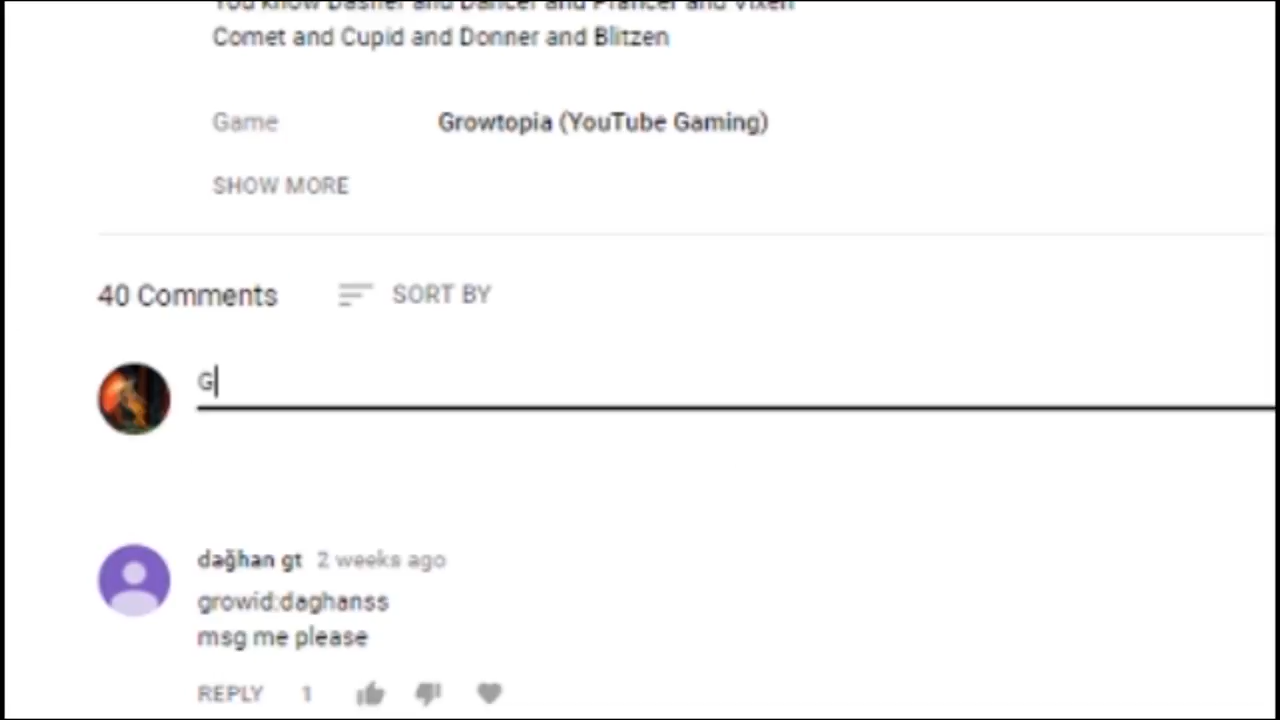 You know Dasher and Dancer and Prancer and Vixen
Comet and Cupid and Donner and Blitzen
Game
Growtopia (YouTube Gaming)
SHOW MORE
40 Comments
SORT BY
G
dağhan gt 2 weeks ago
growid:daghanss
msg me please
REPLY 1